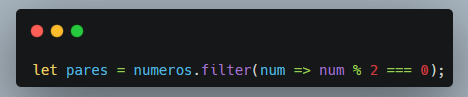 let pares = numeros.filter(num => num % 2 === 0);